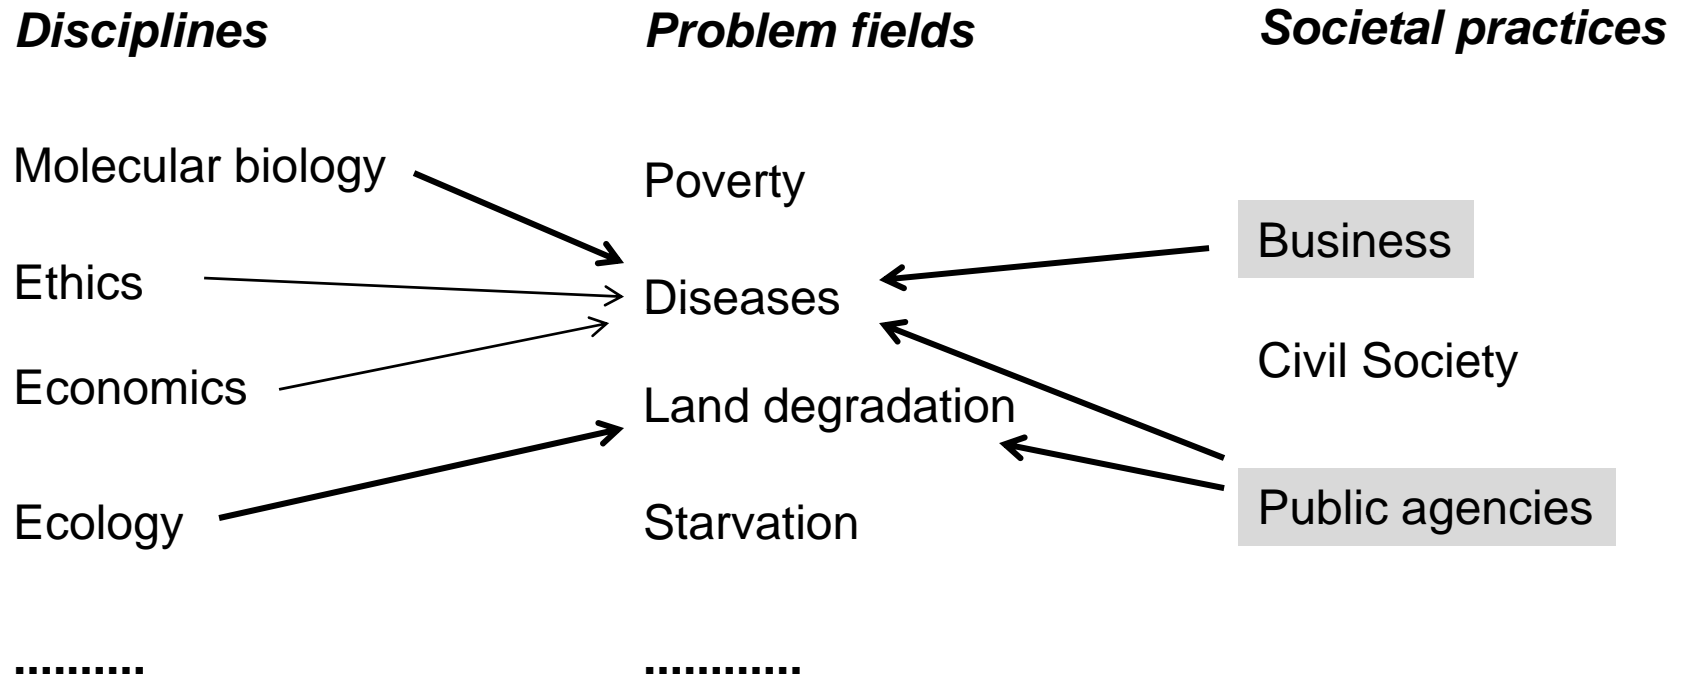 Disciplines
Molecular biology
Ethics
Economics
Ecology
..........
Problem fields
Poverty
Diseases
Land degradation
Starvation
............
Societal practices
Business
Civil Society
Public agencies